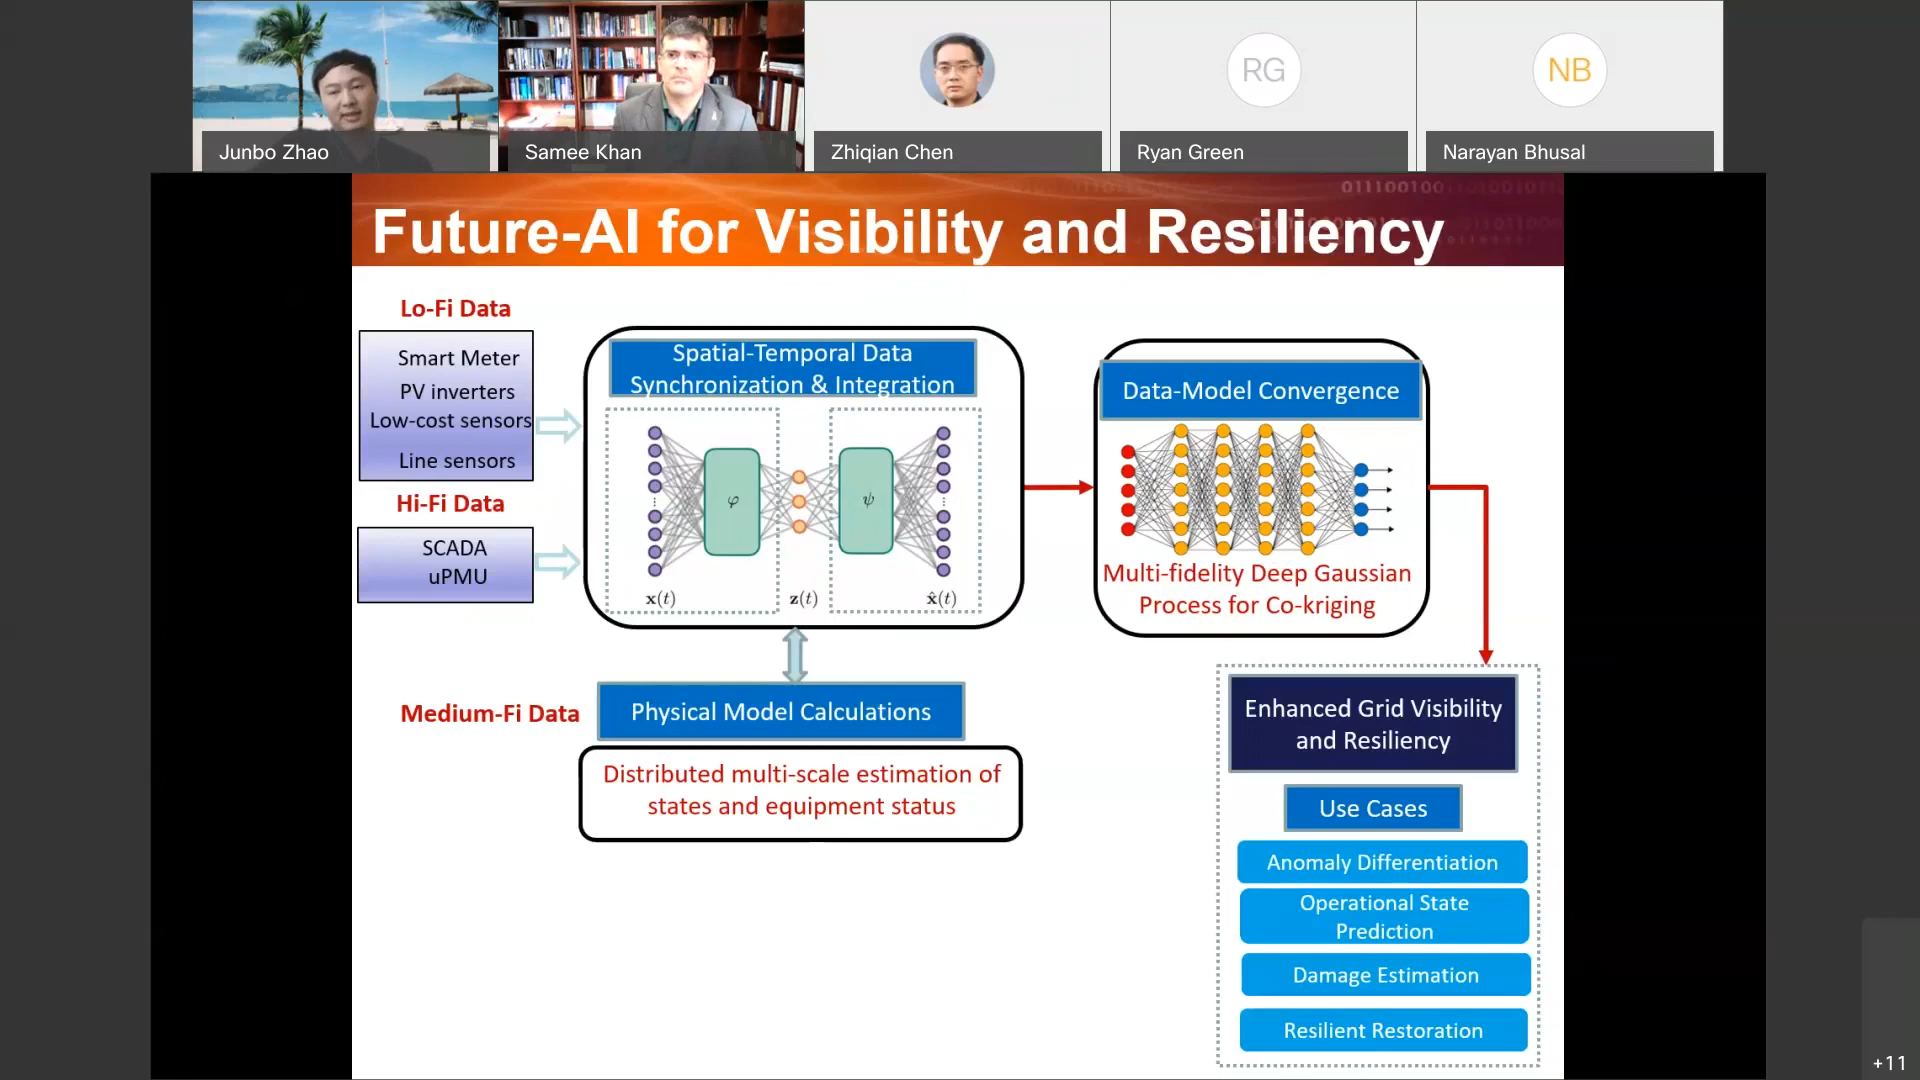 Junbo Zhao
Samee Khan
Zhiqian Chen
RG
Ryan Green
NB
Narayan Bhusal
Future-AI for Visibility and Resiliency
Lo-Fi Data
Smart Meter
PV inverters
Low-cost sensors
Line sensors
Hi-Fi Data
SCADA
uPMU
Spatial-Temporal Data
Synchronization & Integration
φ
ψ
x(t)
z(t)
x̂(t)
Data-Model Convergence
Multi-fidelity Deep Gaussian
Process for Co-kriging
Medium-Fi Data
Physical Model Calculations
Distributed multi-scale estimation of
states and equipment status
Enhanced Grid Visibility
and Resiliency
Use Cases
Anomaly Differentiation
Operational State
Prediction
Damage Estimation
Resilient Restoration
+11